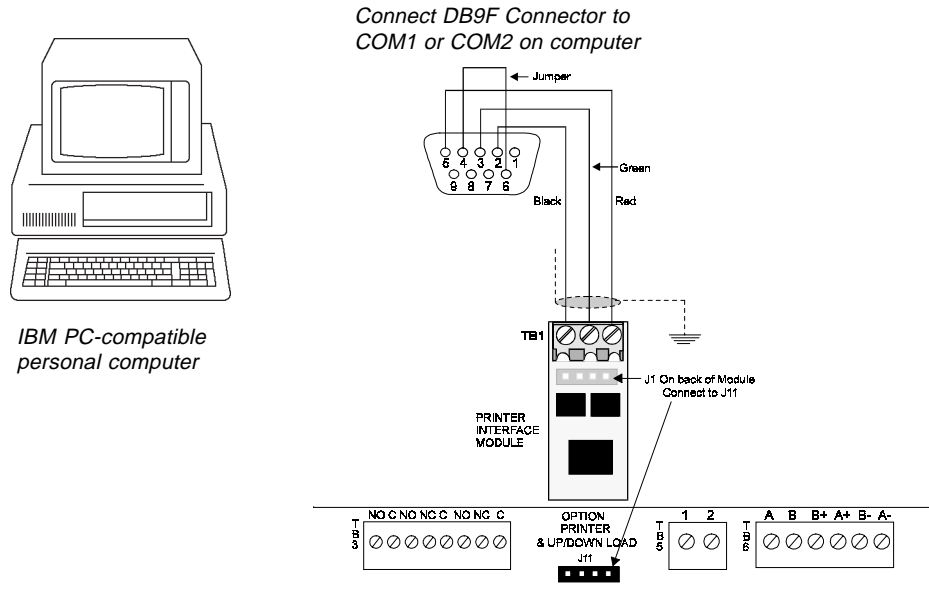 Connect DB9F Connector to
COM1 or COM2 on computer
Jumper
5 4 3 2 1
9 8 7 6
Green
Black
Red
IBM PC-compatible
personal computer
TB1
J1 On back of Module
Connect to J11
PRINTER
INTERFACE
MODULE
NO C NO NC C NO NC C
TB3
OPTION
PRINTER
& UP/DOWN LOAD
J11
1 2
TB5
A B B+ A+ B- A-
TB6